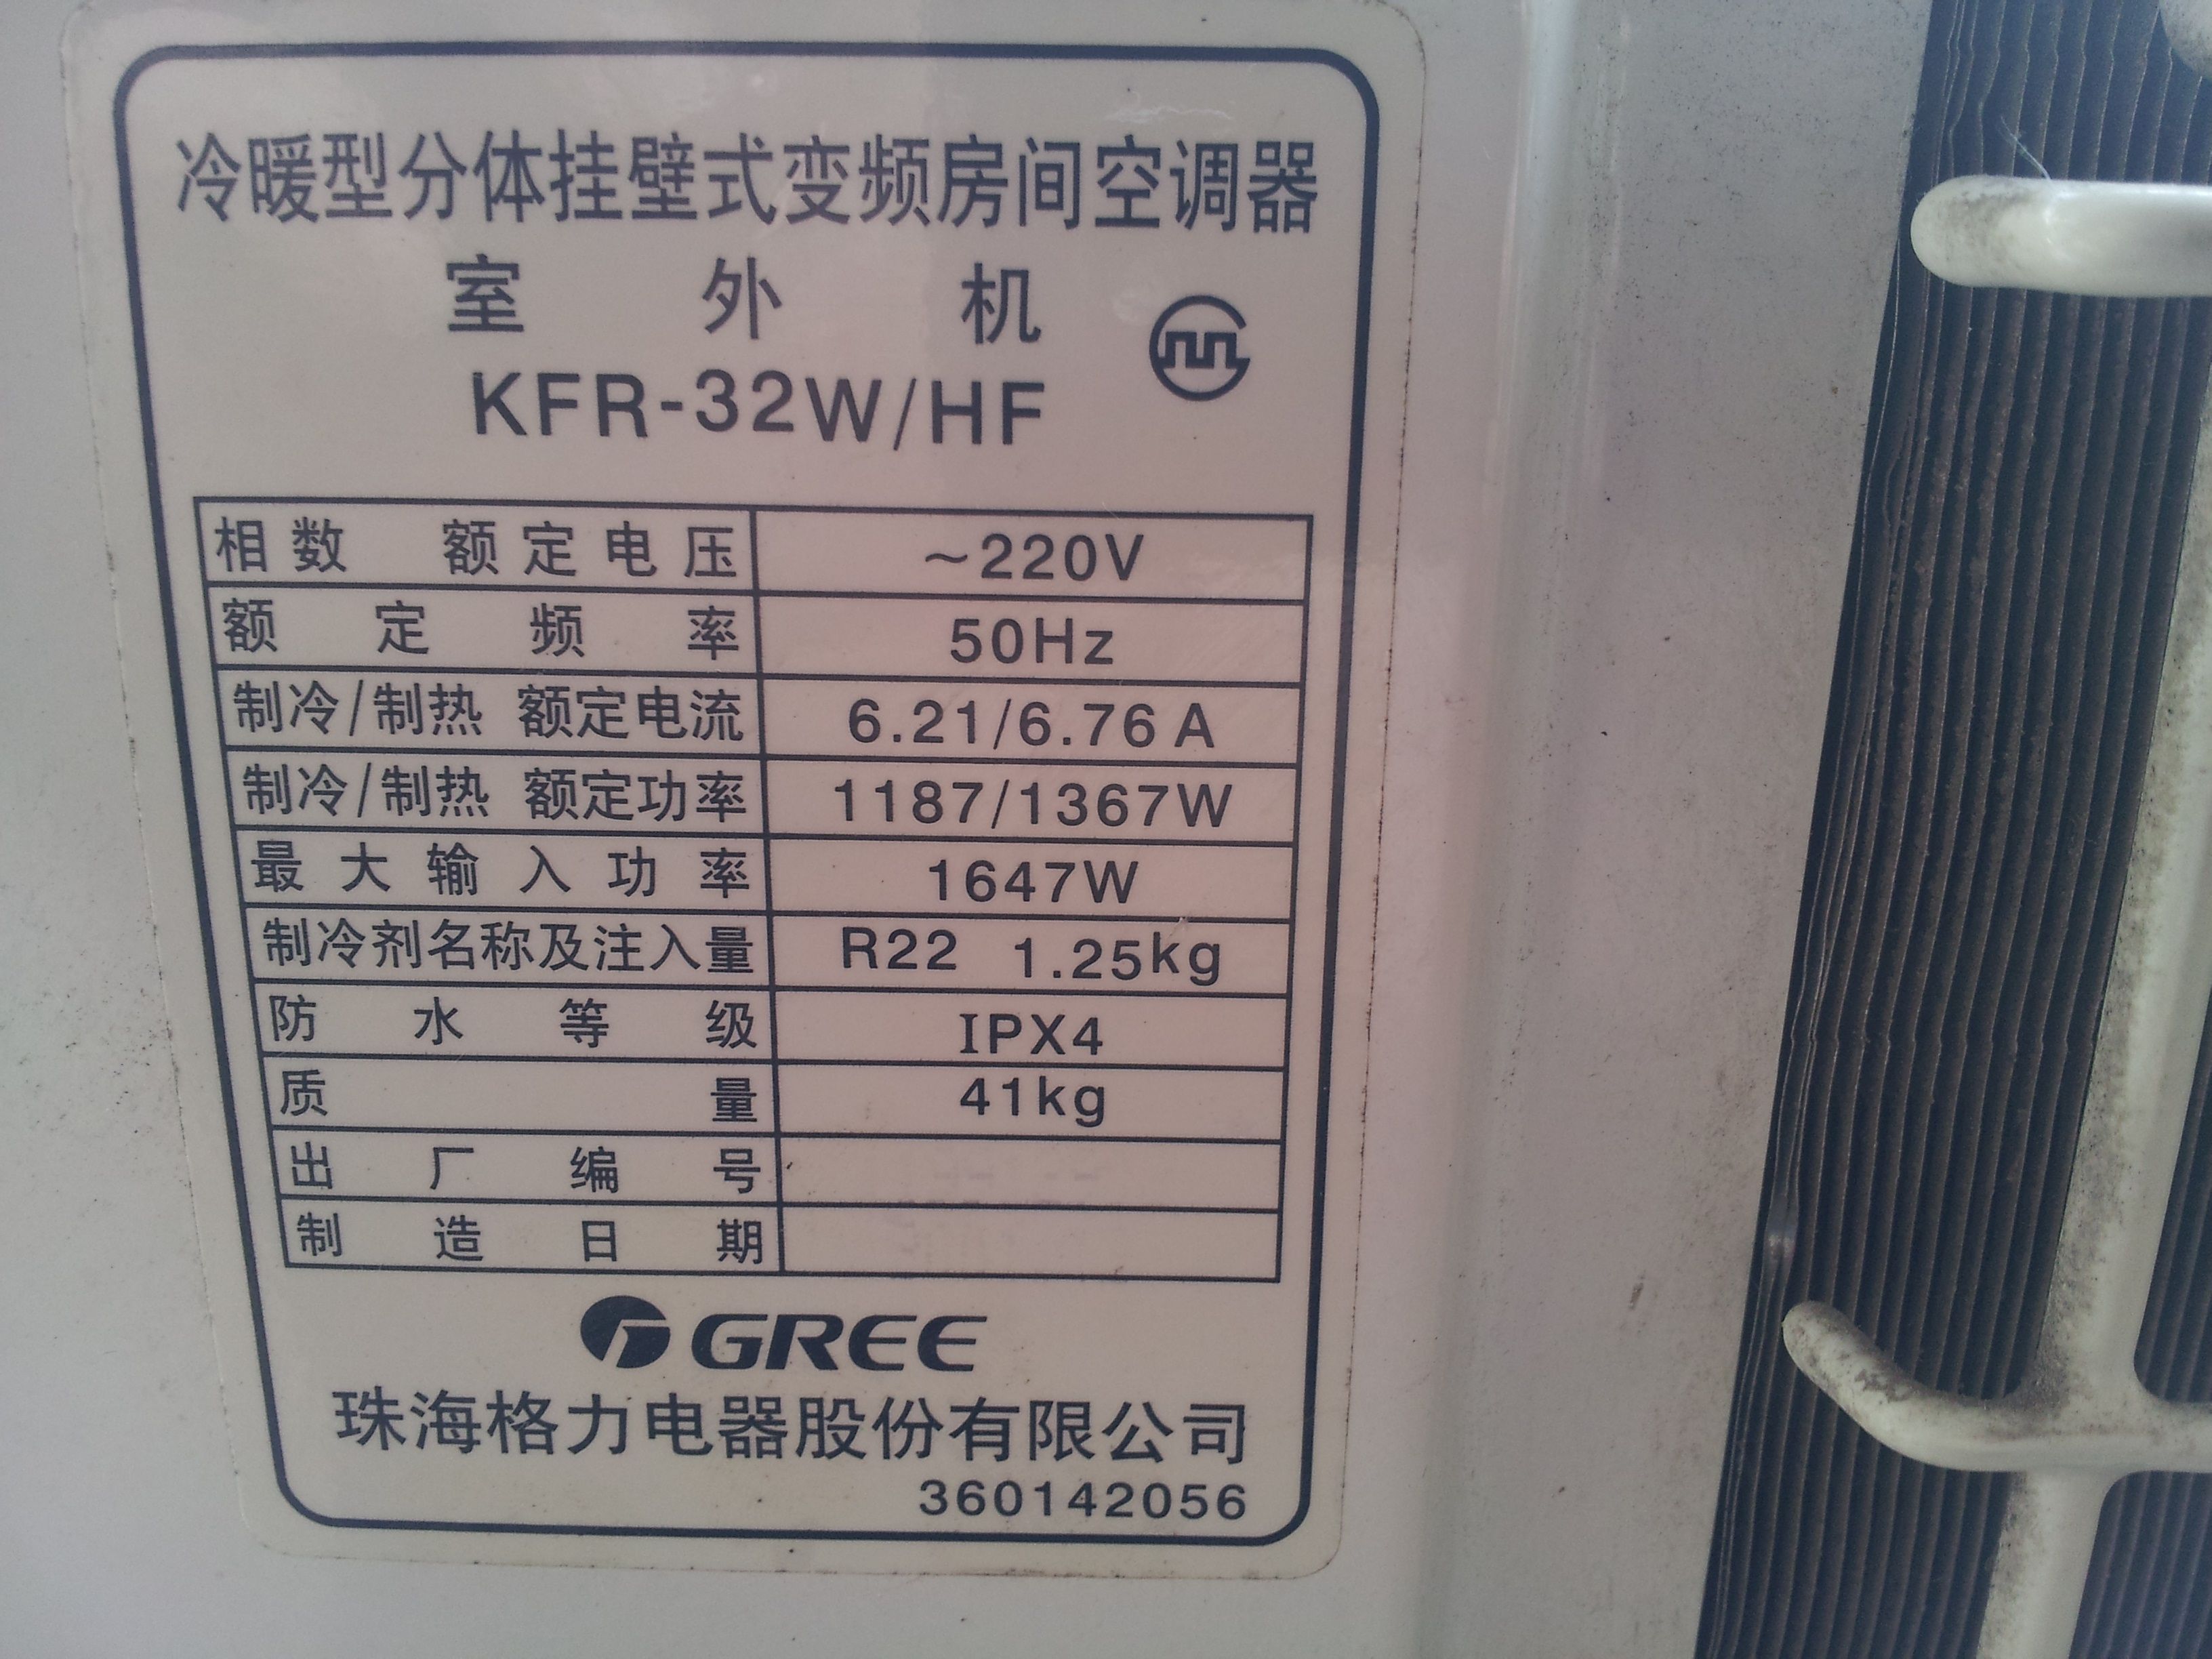 冷暖型分体挂壁式变频房间空调器
室外机
KFR-32W/HF
相数 额定电压 ~220V
额定频率 50Hz
制冷/制热 额定电流 6.21/6.76A
制冷/制热 额定功率 1187/1367W
最大输入功率 1647W
制冷剂名称及注入量 R22 1.25kg
防水等级 IPX4
质量 41kg
出厂编号
制造日期
GREE
珠海格力电器股份有限公司
360142056